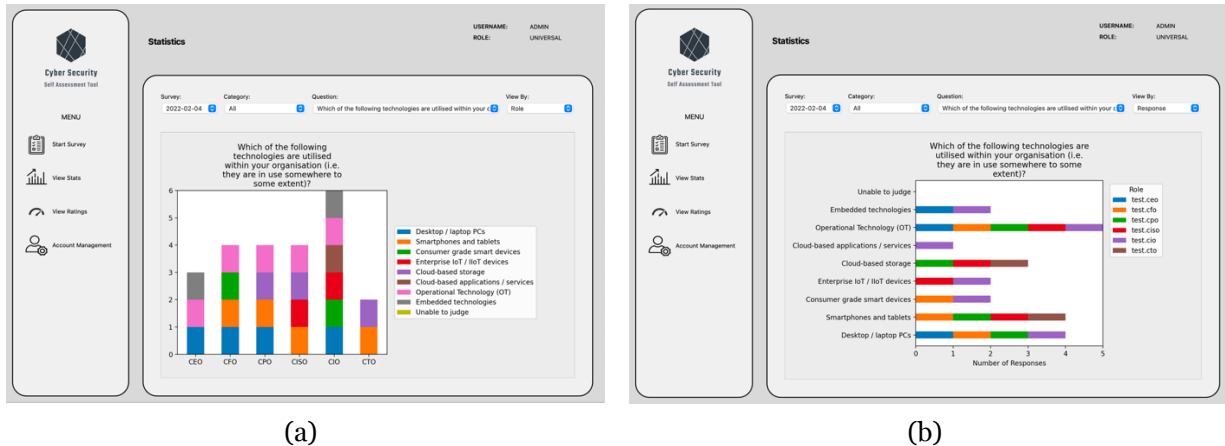 Cyber Security
Self Assessment Tool
MENU
Start Survey
View Stats
View Ratings
Account Management
Statistics
USERNAME: ADMIN
ROLE: UNIVERSAL
Survey: Category: Question: View By:
2022-02-04 All Which of the following technologies are utilised within your c Role
Which of the following
technologies are utilised
within your organisation (i.e.
they are in use somewhere to
some extent)?
6
5
4
3
2
1
0
CEO CFO CPO CISO CIO CTO
Desktop / laptop PCs
Smartphones and tablets
Consumer grade smart devices
Enterprise IoT / IIoT devices
Cloud-based storage
Cloud-based applications / services
Operational Technology (OT)
Embedded technologies
Unable to judge
(a)
Cyber Security
Self Assessment Tool
MENU
Start Survey
View Stats
View Ratings
Account Management
Statistics
USERNAME: ADMIN
ROLE: UNIVERSAL
Survey: Category: Question: View By:
2022-02-04 All Which of the following technologies are utilised within your c Response
Which of the following technologies are
utilised within your organisation (i.e.
they are in use somewhere to some
extent)?
Unable to judge
Embedded technologies
Operational Technology (OT)
Cloud-based applications / services
Cloud-based storage
Enterprise IoT / IIoT devices
Consumer grade smart devices
Smartphones and tablets
Desktop / laptop PCs
0 1 2 3 4 5
Number of Responses
Role
test.ceo
test.cfo
test.cpo
test.ciso
test.cio
test.cto
(b)